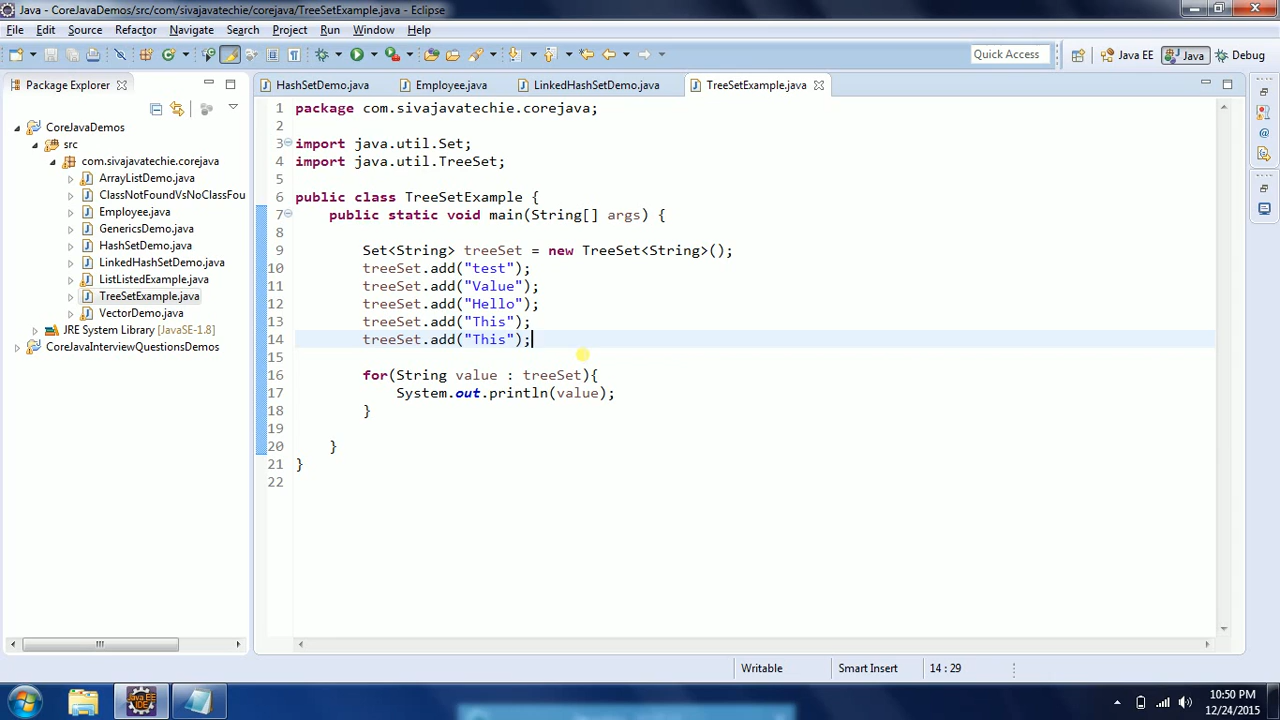 Java - CoreJavaDemos/src/com/sivajavatechie/corejava/TreeSetExample.java - Eclipse
File Edit Source Refactor Navigate Search Project Run Window Help
Quick Access Java EE Java Debug
Package Explorer
HashSetDemo.java Employee.java LinkedHashSetDemo.java TreeSetExample.java
CoreJavaDemos
src
com.sivajavatechie.corejava
ArrayListDemo.java
ClassNotFoundVsNoClassFou
Employee.java
GenericsDemo.java
HashSetDemo.java
LinkedHashSetDemo.java
ListListedExample.java
TreeSetExample.java
VectorDemo.java
JRE System Library [JavaSE-1.8]
CoreJavaInterviewQuestionsDemos
1 package com.sivajavatechie.corejava;
2
3 import java.util.Set;
4 import java.util.TreeSet;
5
6 public class TreeSetExample {
7 public static void main(String[] args) {
8
9 Set<String> treeSet = new TreeSet<String>();
10 treeSet.add("test");
11 treeSet.add("Value");
12 treeSet.add("Hello");
13 treeSet.add("This");
14 treeSet.add("This");
15
16 for(String value : treeSet){
17 System.out.println(value);
18 }
19
20 }
21 }
22
Writable Smart Insert 14 : 29
Java EE
IDE
10:50 PM
12/24/2015